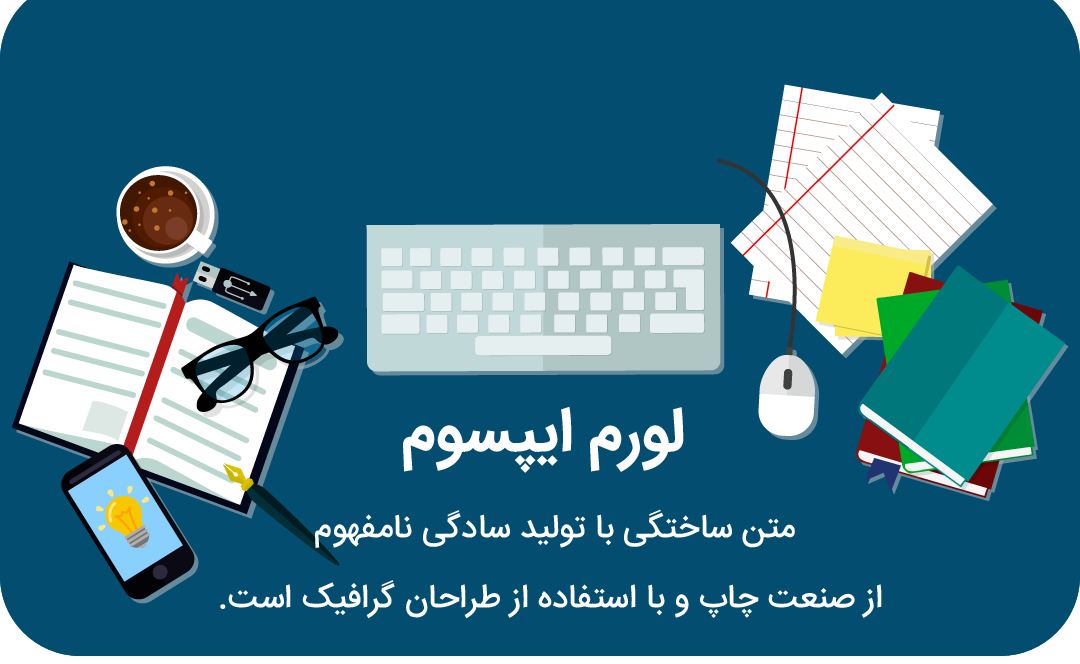 لورم ایپسوم
متن ساختگی با تولید سادگی نامفهوم
از صنعت چاپ و با استفاده از طراحان گرافیک است.